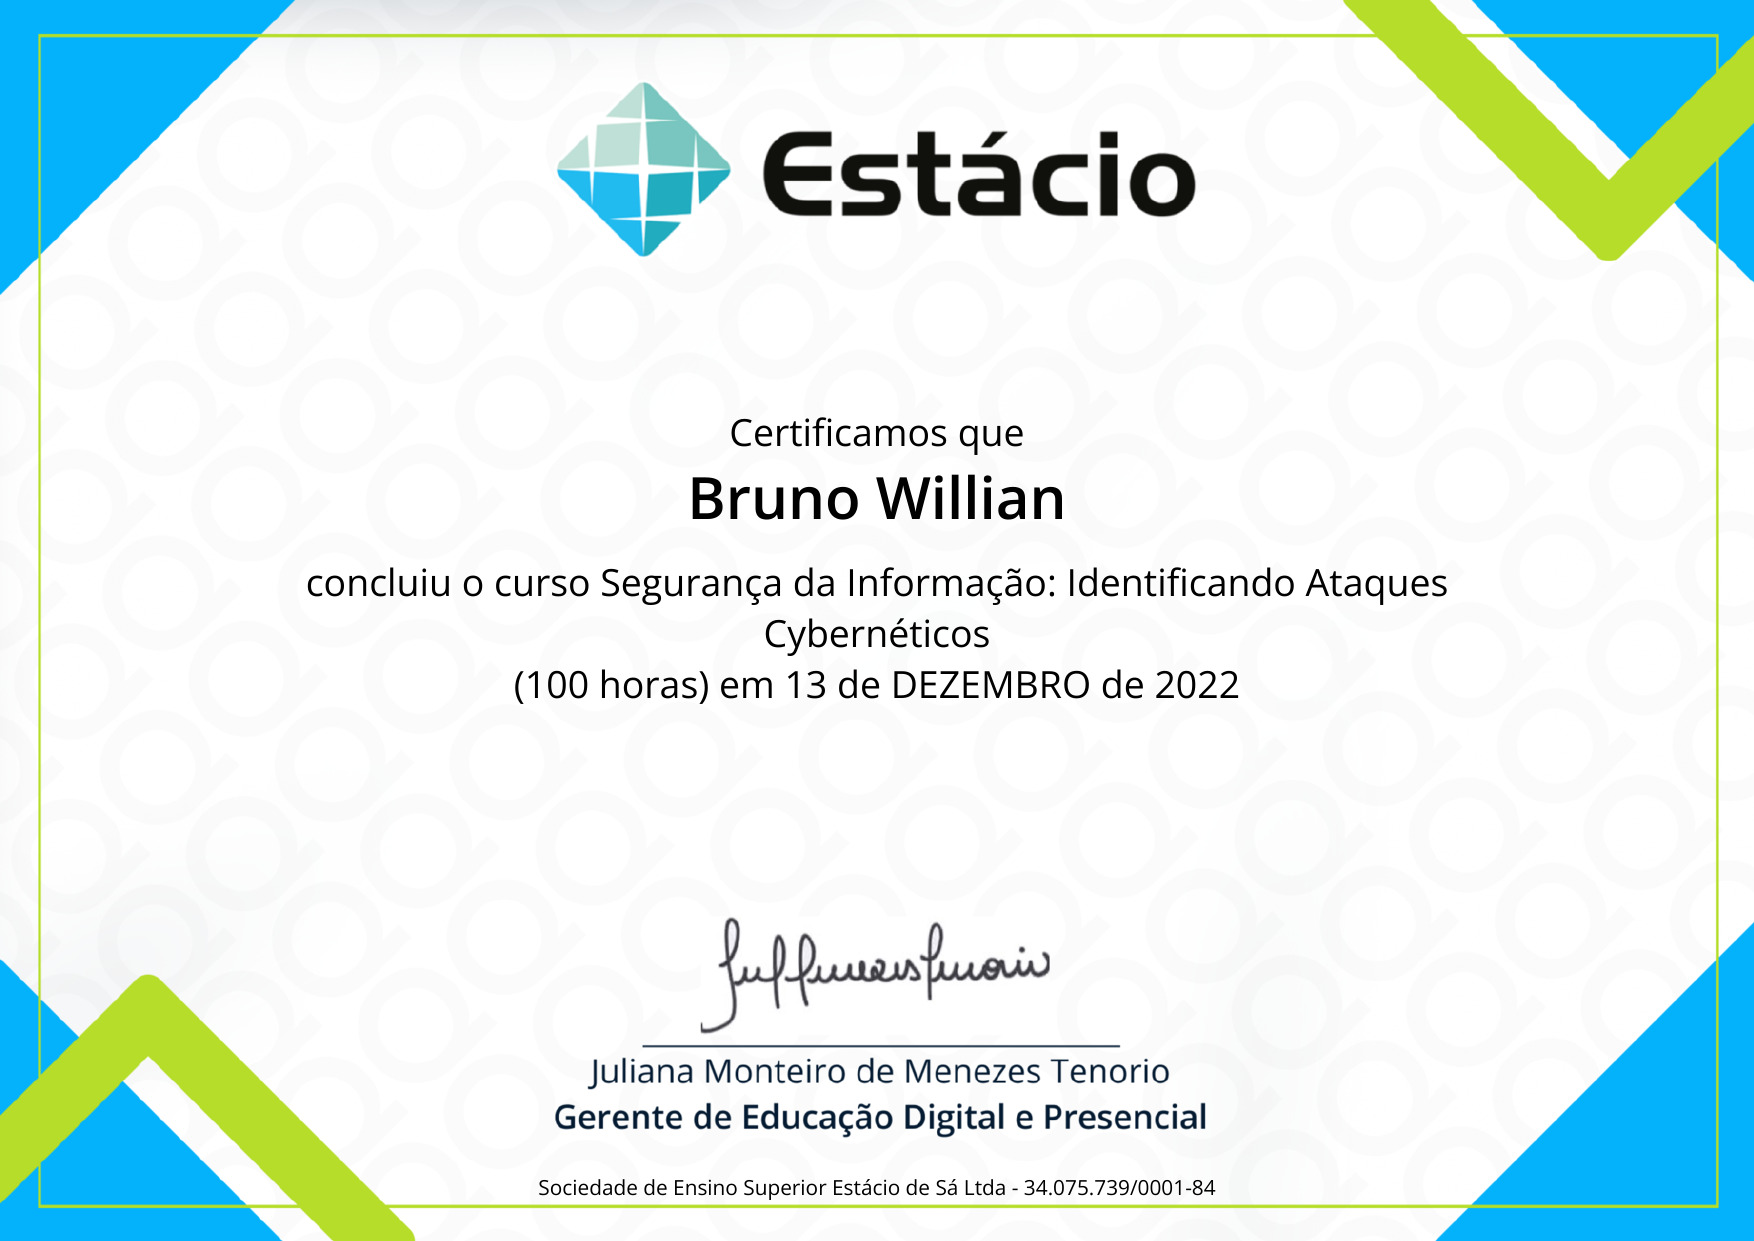 Estácio
Certificamos que
Bruno Willian
concluiu o curso Segurança da Informação: Identificando Ataques
Cybernéticos
(100 horas) em 13 de DEZEMBRO de 2022
Juliana Monteiro de Menezes Tenorio
Gerente de Educação Digital e Presencial
Sociedade de Ensino Superior Estácio de Sá Ltda - 34.075.739/0001-84